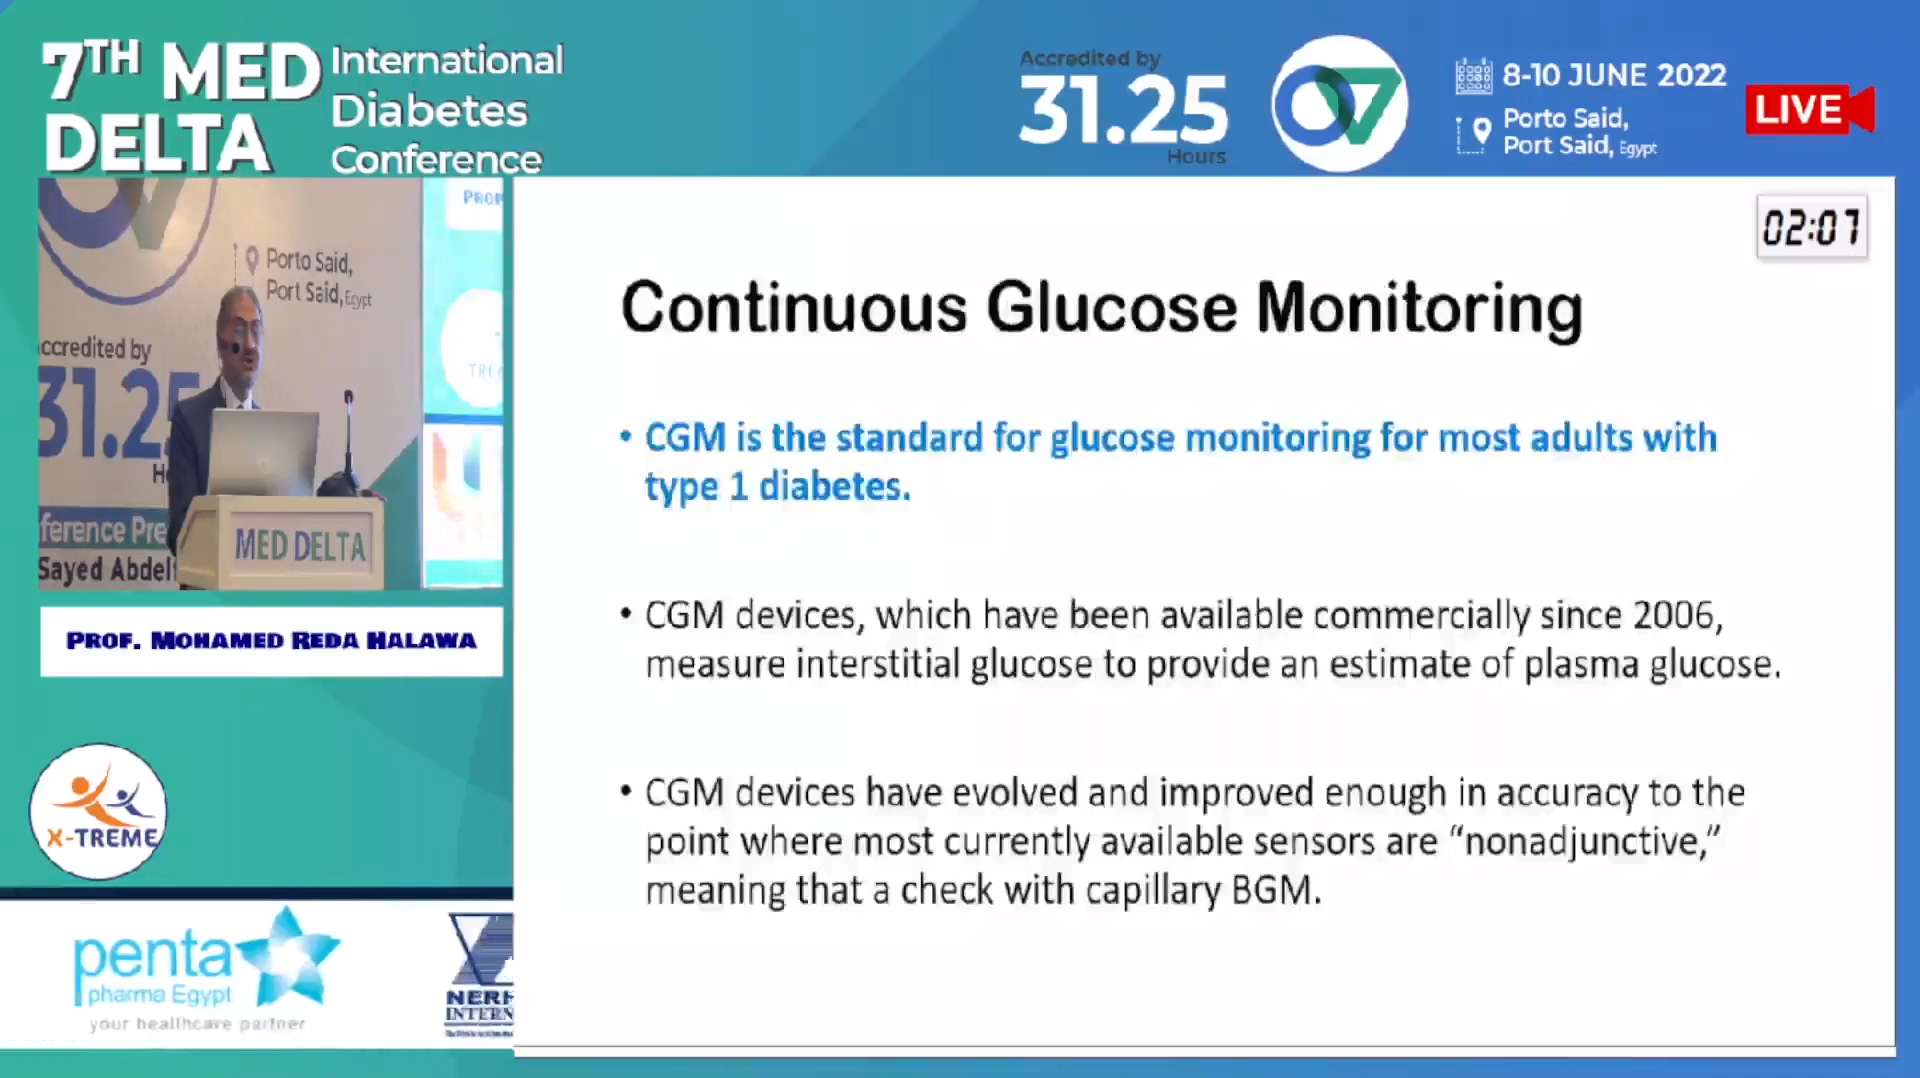 7TH MED
DELTA
International
Diabetes
Conference
Accredited by
31.25
Hours
8-10 JUNE 2022
Porto Said,
Port Said, Egypt
LIVE
Porto Said,
Port Said, Egypt
ccredited by
31.25
ference Pre
Sayed Abdel
MED DELTA
PROF. MOHAMED REDA HALAWA
X-TREME
penta
pharma Egypt
your healthcare partner
NERH
INTERN
02:07
Continuous Glucose Monitoring
• CGM is the standard for glucose monitoring for most adults with
type 1 diabetes.
• CGM devices, which have been available commercially since 2006,
measure interstitial glucose to provide an estimate of plasma glucose.
• CGM devices have evolved and improved enough in accuracy to the
point where most currently available sensors are “nonadjunctive,”
meaning that a check with capillary BGM.